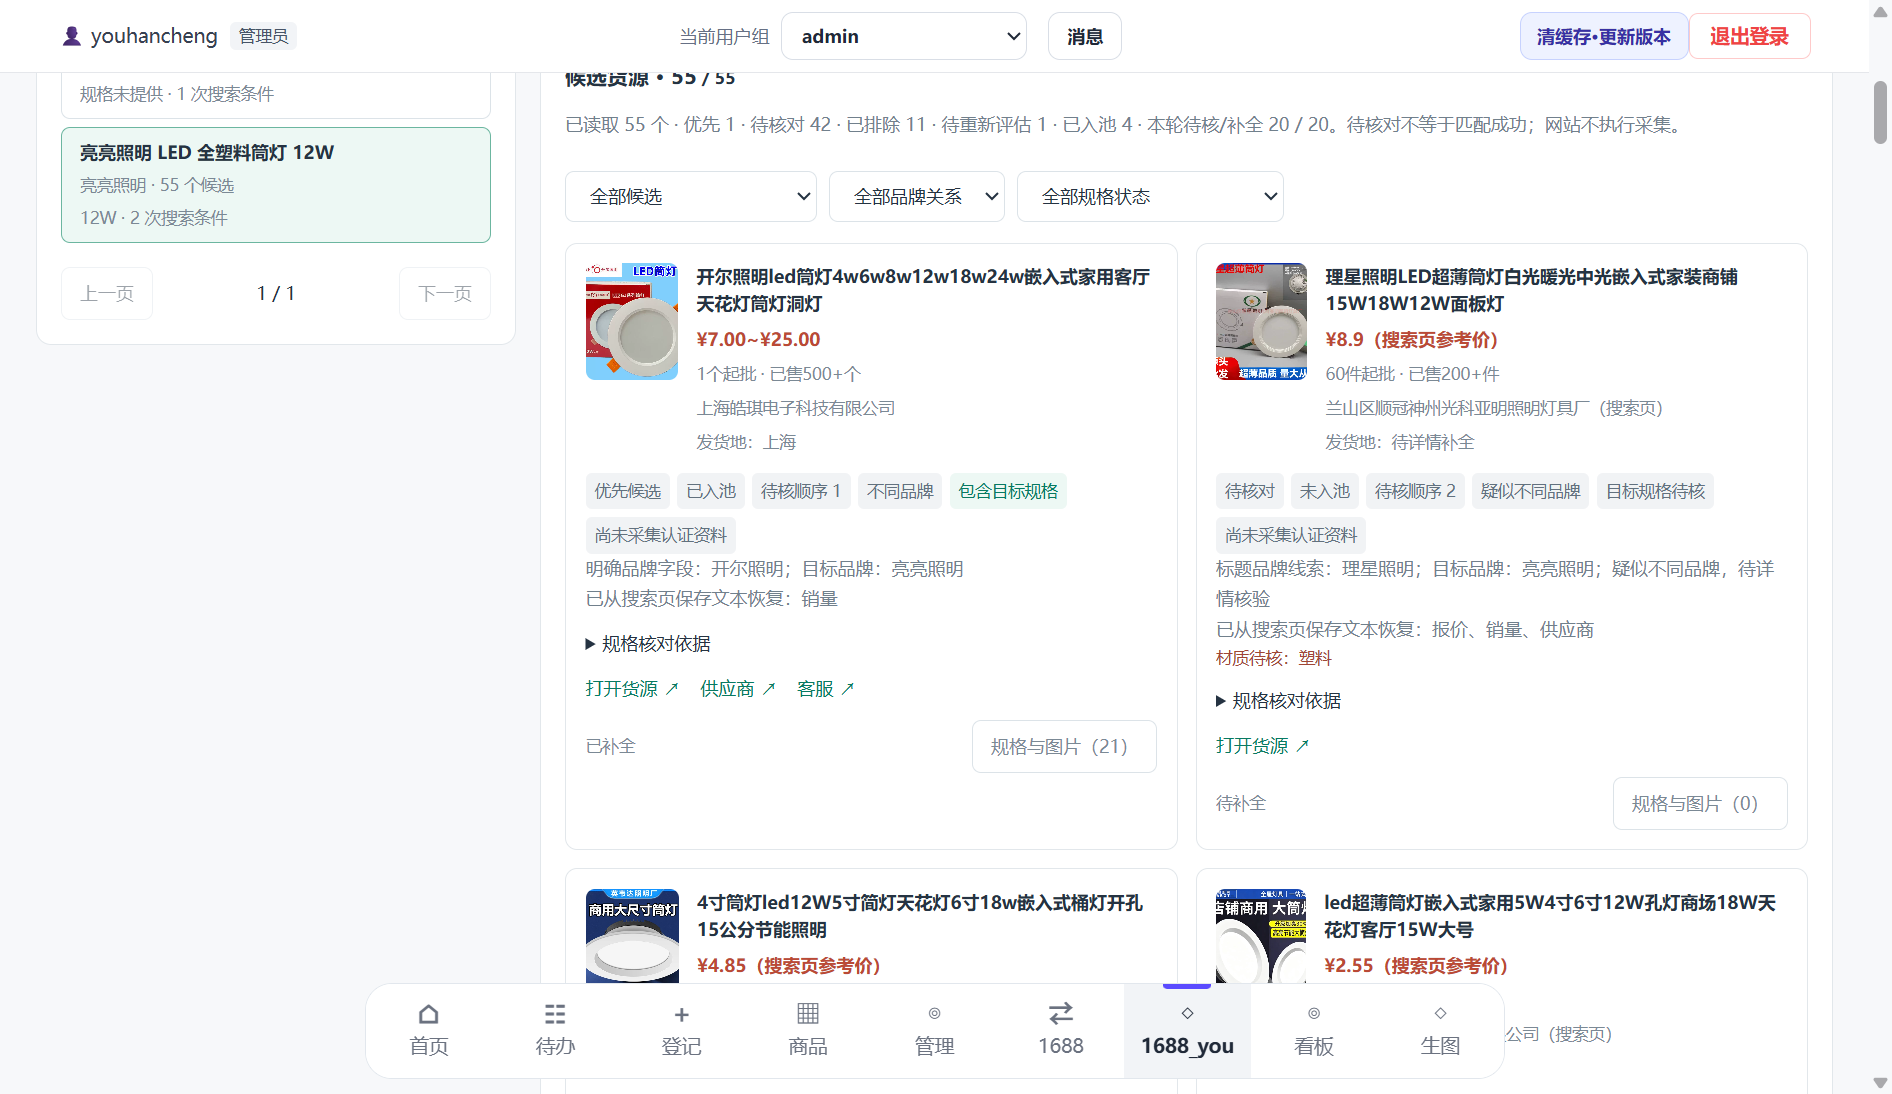 youhancheng 管理员
当前用户组 admin 消息
清缓存·更新版本 退出登录
规格未提供 · 1 次搜索条件
亮亮照明 LED 全塑料筒灯 12W
亮亮照明 · 55 个候选
12W · 2 次搜索条件
上一页 1 / 1 下一页
候选货源 • 55 / 55
已读取 55 个 · 优先 1 · 待核对 42 · 已排除 11 · 待重新评估 1 · 已入池 4 · 本轮待核/补全 20 / 20。待核对不等于匹配成功；网站不执行采集。
全部候选 全部品牌关系 全部规格状态
LED筒灯
开尔照明led筒灯4w6w8w12w18w24w嵌入式家用客厅
天花灯筒灯洞灯
¥7.00~¥25.00
1个起批 · 已售500+个
上海皓琪电子科技有限公司
发货地：上海
优先候选 已入池 待核顺序 1 不同品牌 包含目标规格
尚未采集认证资料
明确品牌字段：开尔照明；目标品牌：亮亮照明
已从搜索页保存文本恢复：销量
▶ 规格核对依据
打开货源 ↗ 供应商 ↗ 客服 ↗
已补全 规格与图片（21）
超薄品质 量大从
理星照明LED超薄筒灯白光暖光中光嵌入式家装商铺
15W18W12W面板灯
¥8.9（搜索页参考价）
60件起批 · 已售200+件
兰山区顺冠神州光科亚明照明灯具厂（搜索页）
发货地：待详情补全
待核对 未入池 待核顺序 2 疑似不同品牌 目标规格待核
尚未采集认证资料
标题品牌线索：理星照明；目标品牌：亮亮照明；疑似不同品牌，待详
情核验
已从搜索页保存文本恢复：报价、销量、供应商
材质待核：塑料
▶ 规格核对依据
打开货源 ↗
待补全 规格与图片（0）
商用大尺寸筒灯
4寸筒灯led12W5寸筒灯天花灯6寸18w嵌入式桶灯开孔
15公分节能照明
¥4.85（搜索页参考价）
店铺商用 大筒灯
led超薄筒灯嵌入式家用5W4寸6寸12W孔灯商场18W天
花灯客厅15W大号
¥2.55（搜索页参考价）
公司（搜索页）
首页 待办 登记 商品 管理 1688 1688_you 看板 生图